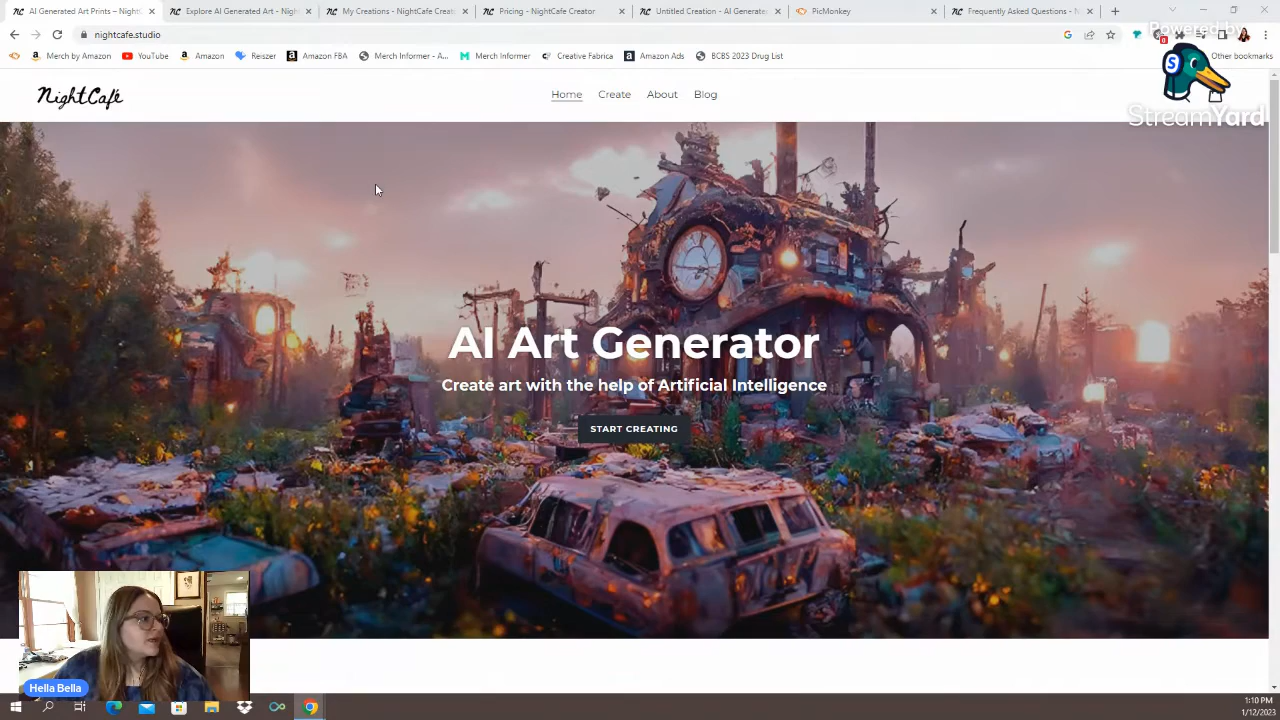 AI Generated Art Prints - Night
Explore AI Generated Art - Nigh
My Creations - NightCafe Creat
Pricing - NightCafe Creator
Untitled Creation - AI Generate
PicMonkey
Frequently Asked Questions - N
nightcafe.studio
Powered by
Merch by Amazon
YouTube
Amazon
Reiszer
Amazon FBA
Merch Informer - A...
Merch Informer
Creative Fabrica
Amazon Ads
BCBS 2023 Drug List
Other bookmarks
StreamYard
NightCafé
Home
Create
About
Blog
AI Art Generator
Create art with the help of Artificial Intelligence
START CREATING
Hella Bella
1:10 PM
1/12/2023